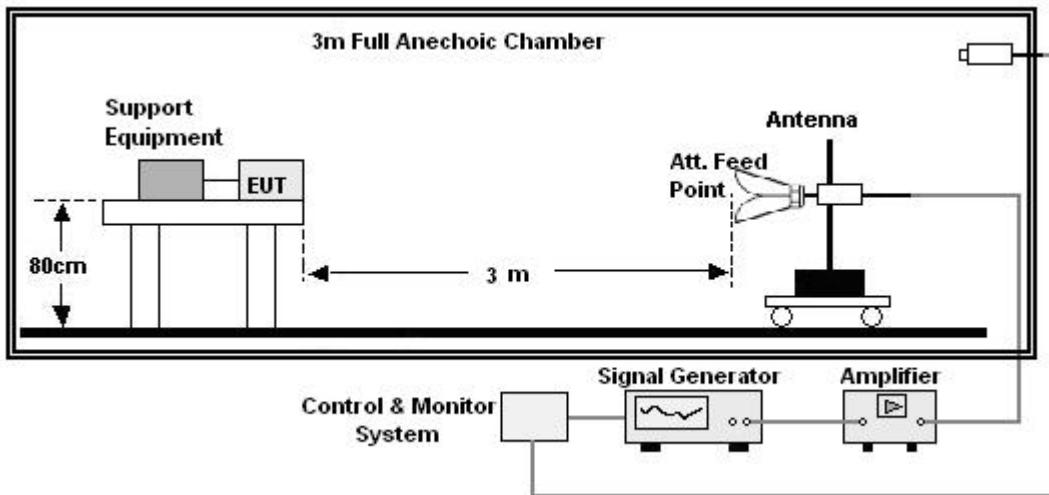 3m Full Anechoic Chamber
Support
Equipment
EUT
Antenna
Att. Feed
Point
80cm
3 m
Signal Generator
Amplifier
Control & Monitor
System